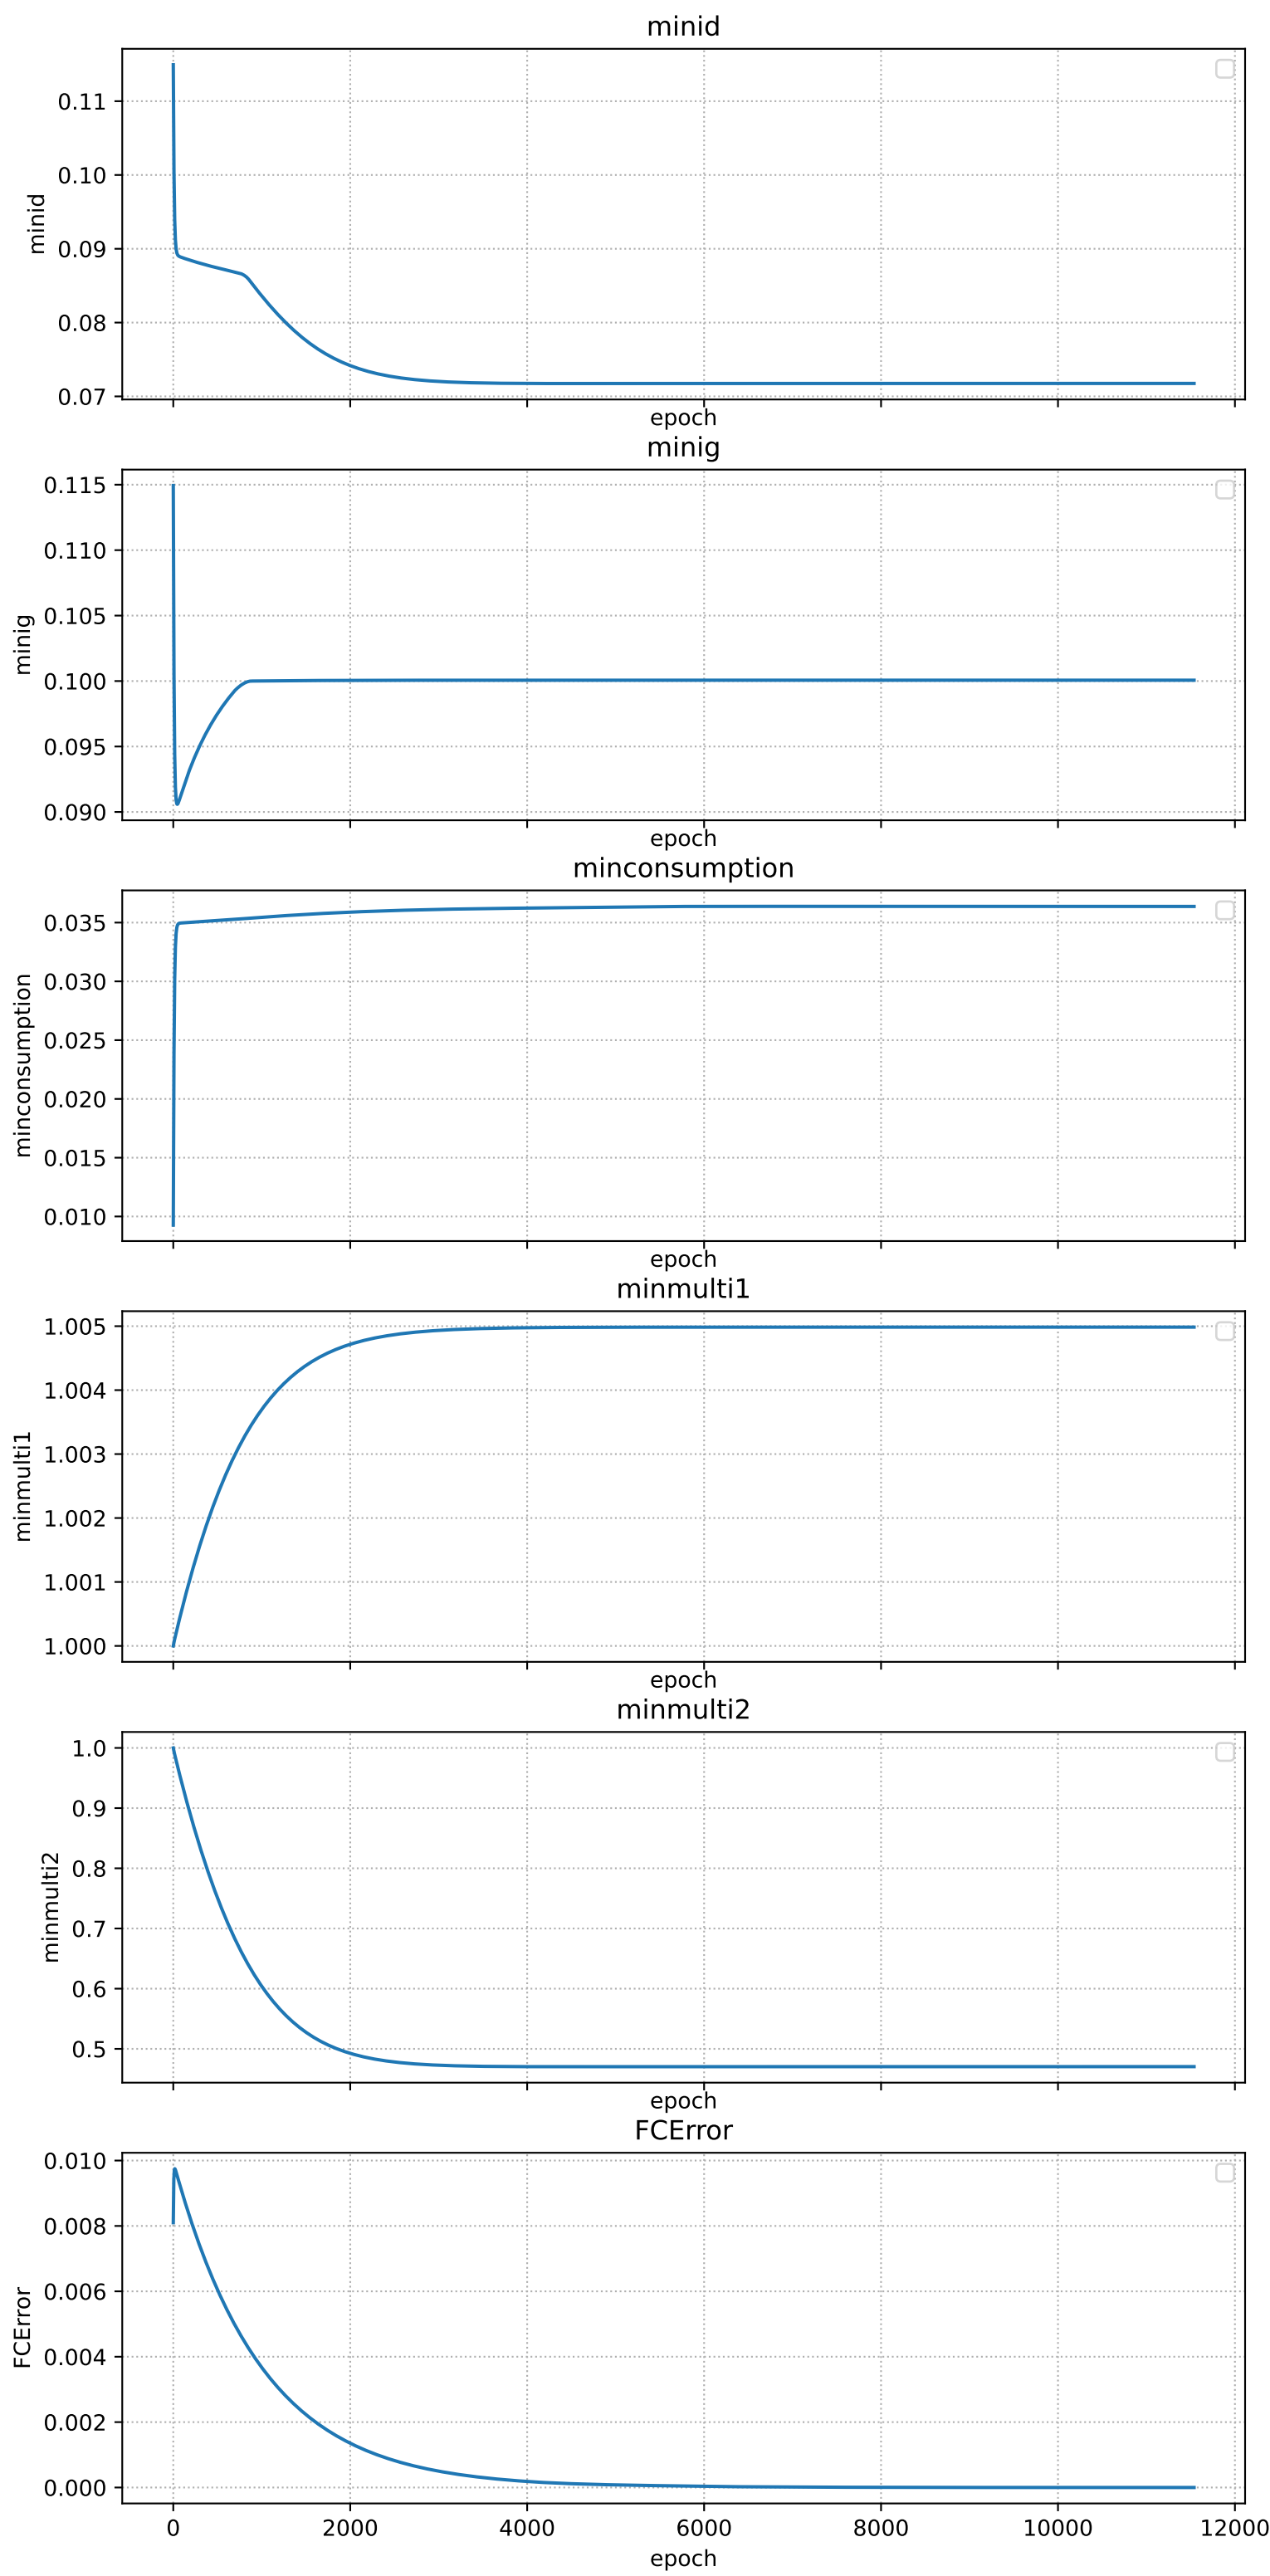 minid
minid
0.11
0.10
0.09
0.08
0.07
epoch
minig
minig
0.115
0.110
0.105
0.100
0.095
0.090
epoch
minconsumption
minconsumption
0.035
0.030
0.025
0.020
0.015
0.010
epoch
minmulti1
minmulti1
1.005
1.004
1.003
1.002
1.001
1.000
epoch
minmulti2
minmulti2
1.0
0.9
0.8
0.7
0.6
0.5
epoch
FCError
FCError
0.010
0.008
0.006
0.004
0.002
0.000
0 2000 4000 6000 8000 10000 12000
epoch